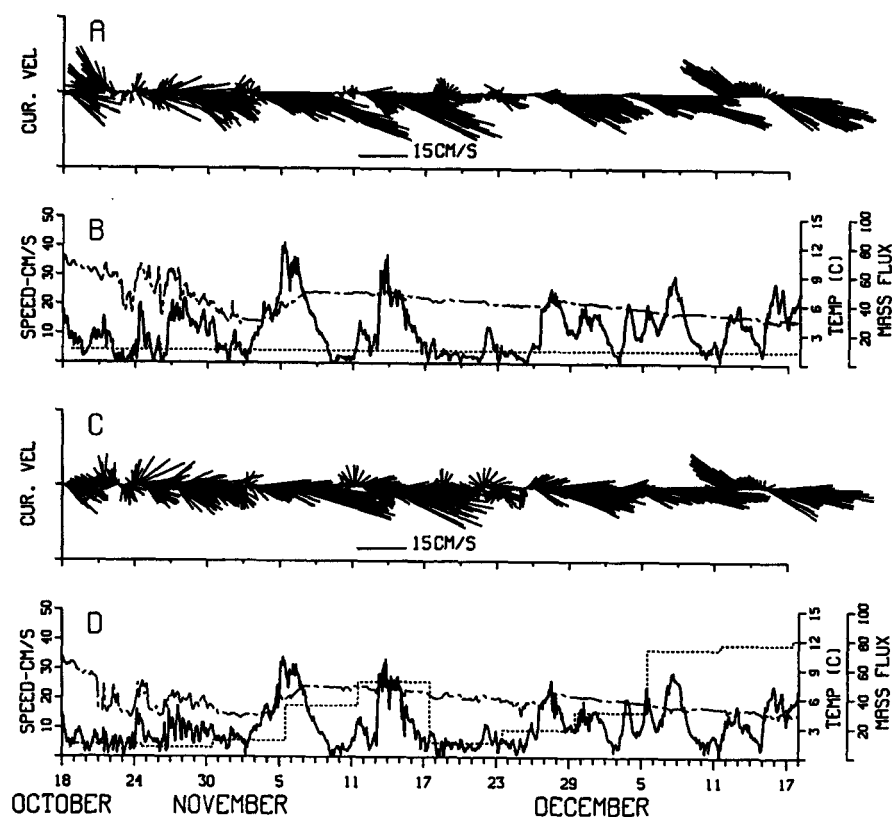 A
CUR. VEL
15CM/S
B
SPEED-CM/S
50
40
30
20
10
15
12
9
6
3
TEMP (C)
100
80
60
40
20
MASS FLUX
C
CUR. VEL
15CM/S
D
SPEED-CM/S
50
40
30
20
10
15
12
9
6
3
TEMP (C)
100
80
60
40
20
MASS FLUX
18 24 30 5 11 17 23 29 5 11 17
OCTOBER NOVEMBER DECEMBER